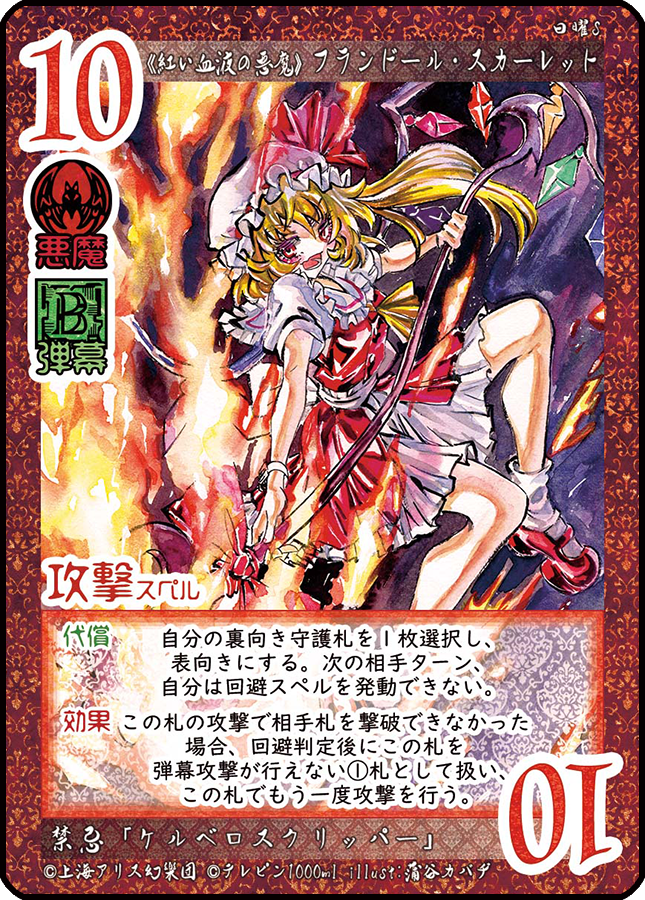 日曜S
10
《紅い血液の悪魔》フランドール・スカーレット
悪魔
B
弾幕
攻撃スペル
代償 自分の裏向き守護札を1枚選択し、
表向きにする。次の相手ターン、
自分は回避スペルを発動できない。
効果 この札の攻撃で相手札を撃破できなかった
場合、回避判定後にこの札を
弾幕攻撃が行えない①札として扱い、
この札でもう一度攻撃を行う。
10
禁忌「ケルベロスクリッパー」
©上海アリス幻樂団 ©テレピン1000ml illust:蒲谷カバヂ